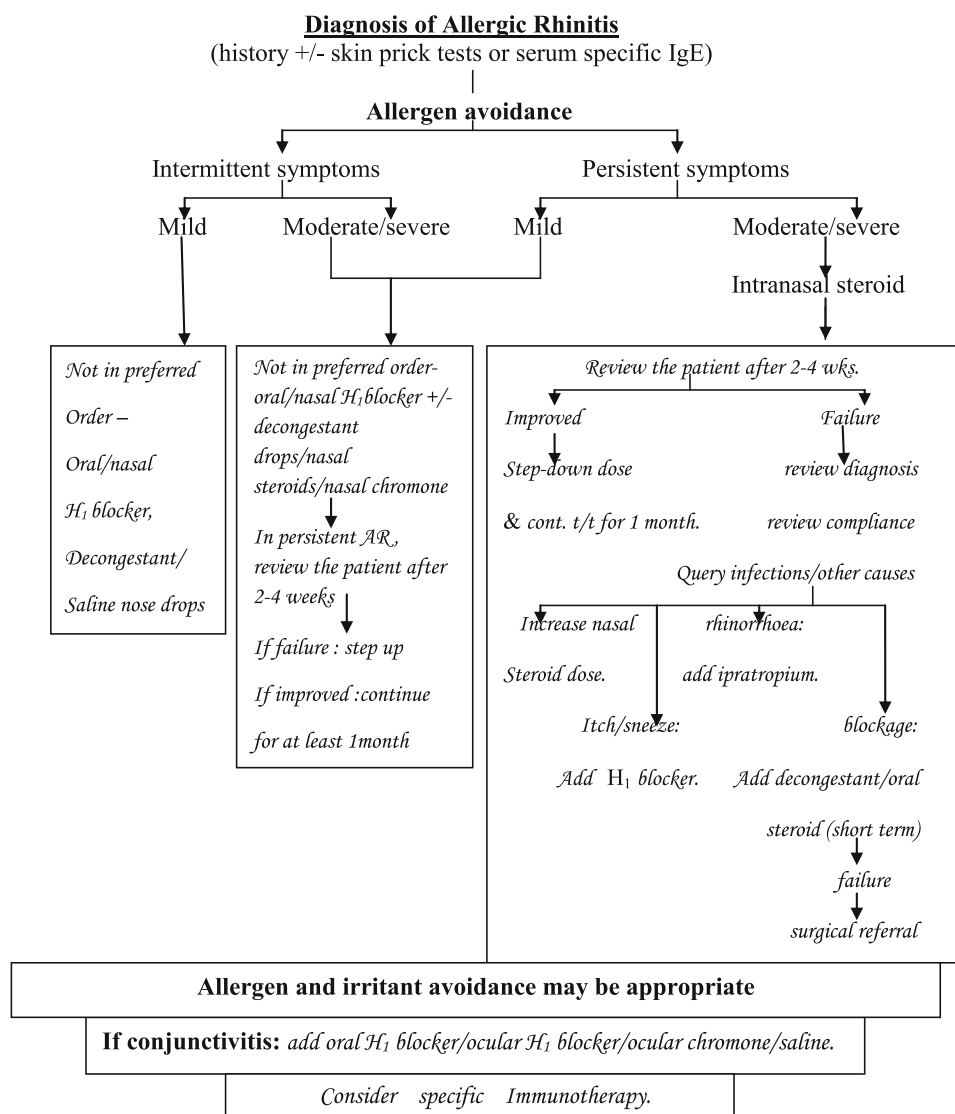 Diagnosis of Allergic Rhinitis
(history +/- skin prick tests or serum specific IgE)
Allergen avoidance
Intermittent symptoms
Persistent symptoms
Mild
Moderate/severe
Mild
Moderate/severe
Intranasal steroid
Not in preferred
Order –
Oral/nasal
H₁ blocker,
Decongestant/
Saline nose drops
Not in preferred order-
oral/nasal H₁blocker +/-
decongestant
drops/nasal
steroids/nasal chromone
In persistent AR,
review the patient after
2-4 weeks
If failure : step up
If improved :continue
for at least 1month
Review the patient after 2-4 wks.
Improved
Failure
Step-down dose
review diagnosis
& cont. t/t for 1 month.
review compliance
Query infections/other causes
Increase nasal
rhinorrhoea:
Steroid dose.
add ipratropium.
Itch/sneeze:
blockage:
Add H₁ blocker.
Add decongestant/oral
steroid (short term)
failure
surgical referral
Allergen and irritant avoidance may be appropriate
If conjunctivitis: add oral H₁ blocker/ocular H₁ blocker/ocular chromone/saline.
Consider specific Immunotherapy.